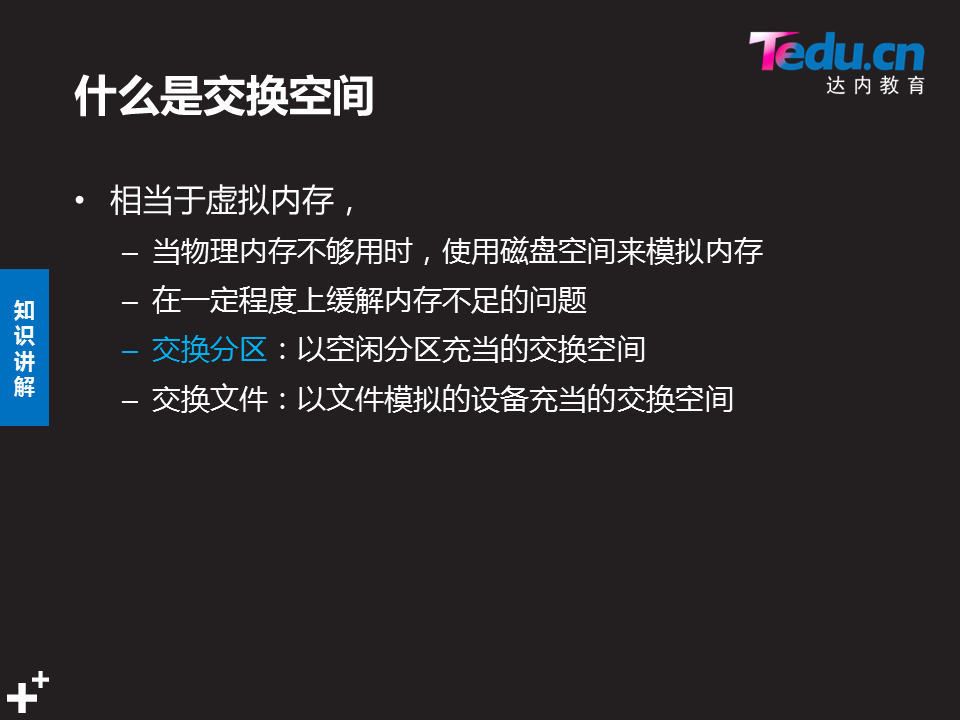 Tedu.cn
达内教育
什么是交换空间
• 相当于虚拟内存，
– 当物理内存不够用时，使用磁盘空间来模拟内存
– 在一定程度上缓解内存不足的问题
– 交换分区：以空闲分区充当的交换空间
– 交换文件：以文件模拟的设备充当的交换空间
知识讲解